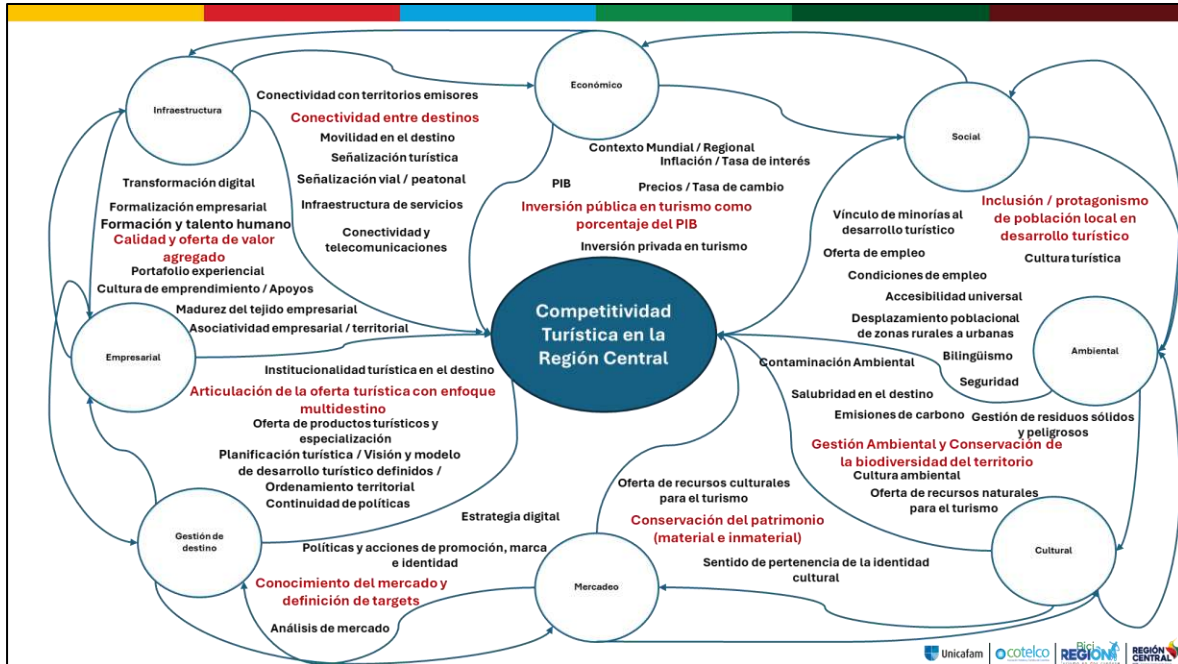 Económico
Infraestructura
Conectividad con territorios emisores
Conectividad entre destinos
Movilidad en el destino
Señalización turística
Señalización vial / peatonal
Infraestructura de servicios
Conectividad y
telecomunicaciones
Social
Contexto Mundial / Regional
Inflación / Tasa de interés
PIB
Precios / Tasa de cambio
Inversión pública en turismo como
porcentaje del PIB
Inversión privada en turismo
Transformación digital
Formalización empresarial
Formación y talento humano
Calidad y oferta de valor
agregado
Portafolio experiencial
Cultura de emprendimiento / Apoyos
Madurez del tejido empresarial
Asociatividad empresarial / territorial
Empresarial
Vínculo de minorías al
desarrollo turístico
Inclusión / protagonismo
de población local en
desarrollo turístico
Oferta de empleo
Cultura turística
Condiciones de empleo
Accesibilidad universal
Desplazamiento poblacional
de zonas rurales a urbanas
Bilingüismo
Seguridad
Ambiental
Competitividad
Turística en la
Región Central
Institucionalidad turística en el destino
Articulación de la oferta turística con enfoque
multidestino
Oferta de productos turísticos y
especialización
Planificación turística / Visión y modelo
de desarrollo turístico definidos /
Ordenamiento territorial
Continuidad de políticas
Contaminación Ambiental
Salubridad en el destino
Emisiones de carbono
Gestión de residuos sólidos
y peligrosos
Gestión Ambiental y Conservación de
la biodiversidad del territorio
Cultura ambiental
Oferta de recursos naturales
para el turismo
Gestión de
destino
Estrategia digital
Políticas y acciones de promoción, marca
e identidad
Conocimiento del mercado y
definición de targets
Análisis de mercado
Mercadeo
Oferta de recursos culturales
para el turismo
Conservación del patrimonio
(material e inmaterial)
Sentido de pertenencia de la identidad
cultural
Cultural
Unicafam
cotelco
Bici
REGIÓN
REGIÓN
CENTRAL